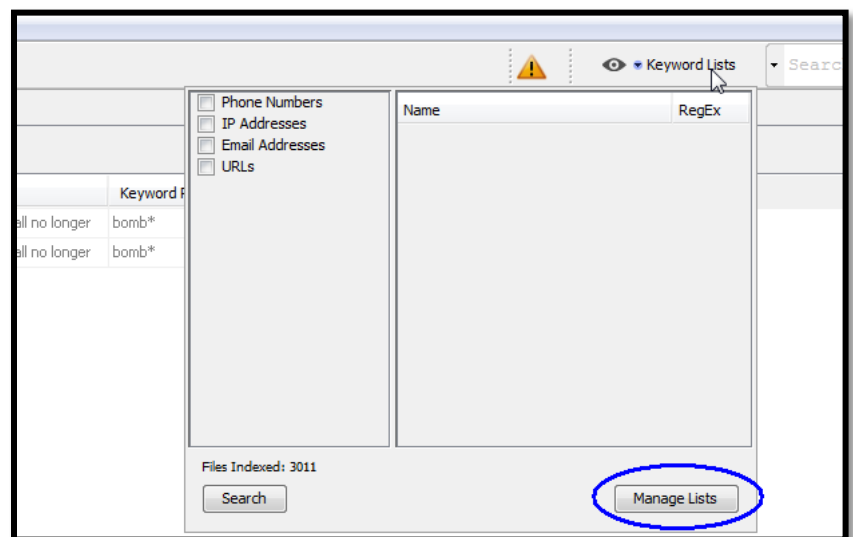 Keyword Lists
Searc
Phone Numbers
IP Addresses
Email Addresses
URLs
Name RegEx
Keyword F
all no longer bomb*
all no longer bomb*
Files Indexed: 3011
Search Manage Lists